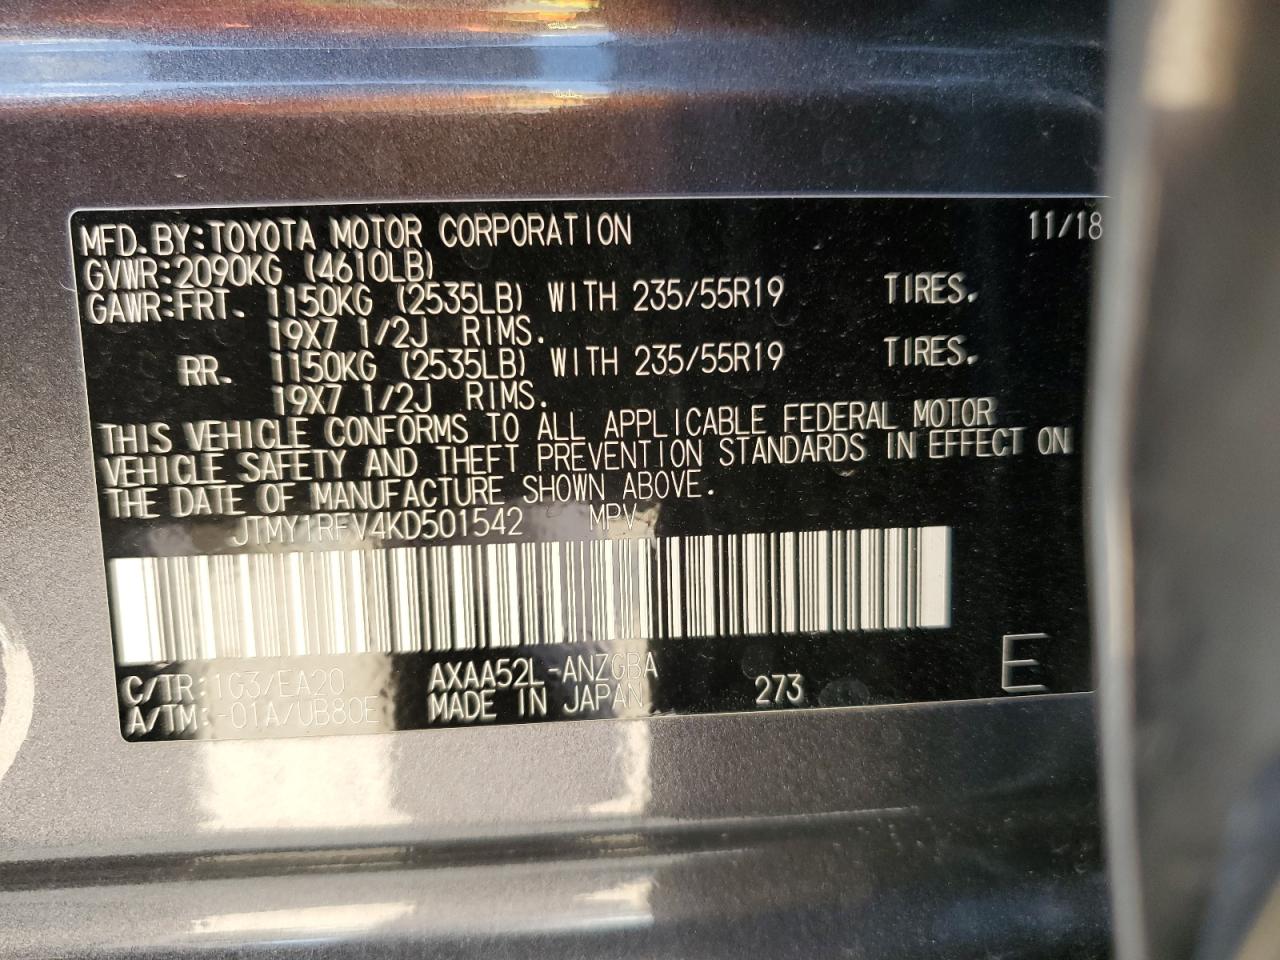 MFD. BY: TOYOTA MOTOR CORPORATION 11/18
GVWR: 2090KG (4610LB)
GAWR: FRT. 1150KG (2535LB) WITH 235/55R19 TIRES.
19X7 1/2J RIMS.
RR. 1150KG (2535LB) WITH 235/55R19 TIRES.
19X7 1/2J RIMS.
THIS VEHICLE CONFORMS TO ALL APPLICABLE FEDERAL MOTOR
VEHICLE SAFETY AND THEFT PREVENTION STANDARDS IN EFFECT ON
THE DATE OF MANUFACTURE SHOWN ABOVE.
JTMY1RFV4KD501542 MPV
C/TR: 1G3/EA20 AXAA52L-ANZGBA
A/TM: -01A/UB80E MADE IN JAPAN 273 E